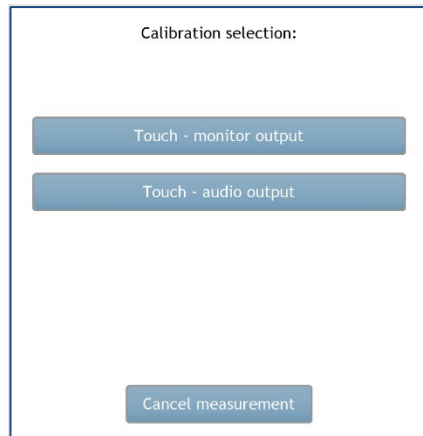 Calibration selection:
Touch - monitor output
Touch - audio output
Cancel measurement